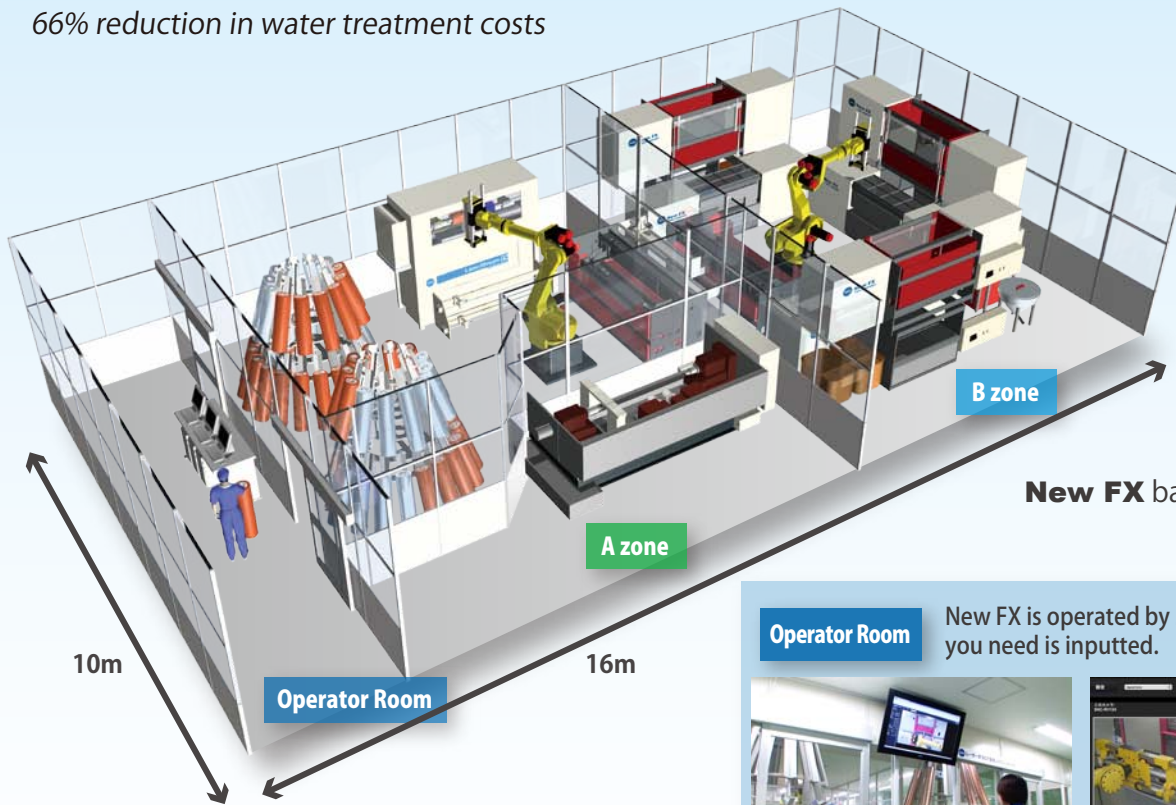 66% reduction in water treatment costs
B zone
New FX ba
A zone
10m
16m
Operator Room
Operator Room
New FX is operated by
you need is inputted.